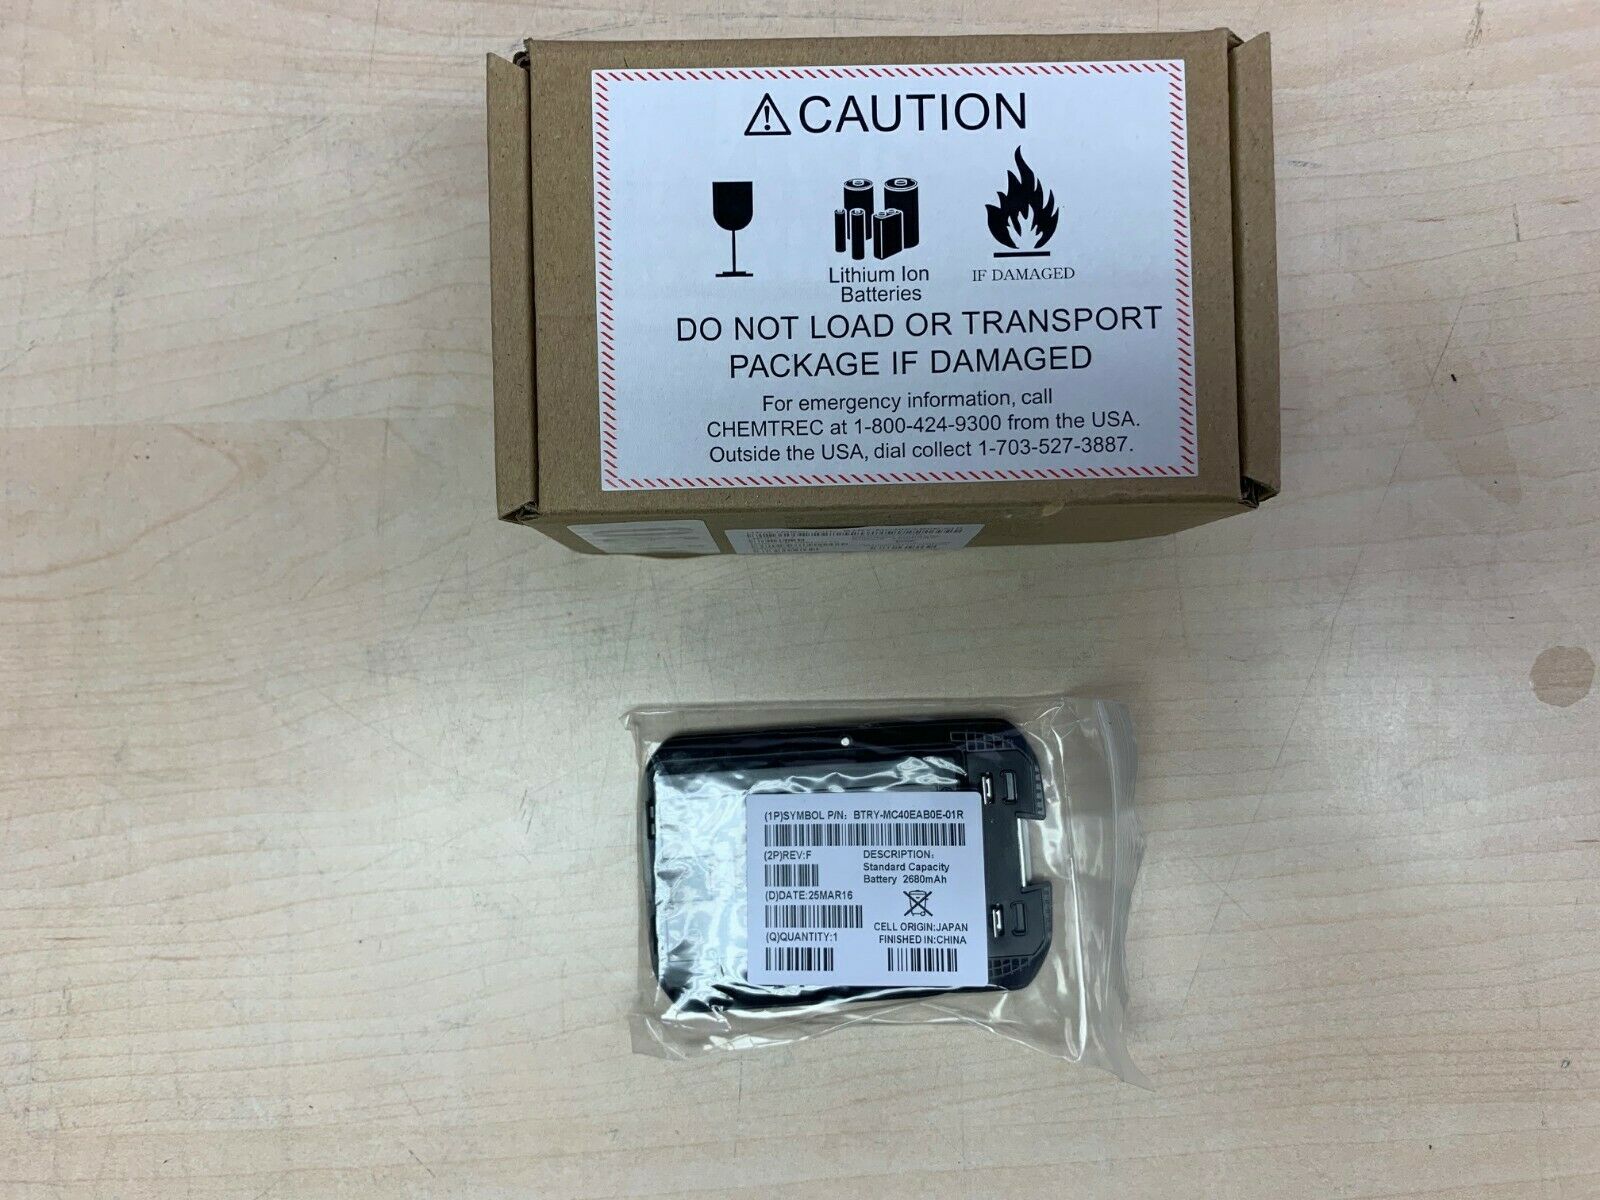 CAUTION
Lithium Ion
Batteries
IF DAMAGED
DO NOT LOAD OR TRANSPORT
PACKAGE IF DAMAGED
For emergency information, call
CHEMTREC at 1-800-424-9300 from the USA.
Outside the USA, dial collect 1-703-527-3887.
(1P)SYMBOL P/N: BTRY-MC40EAB0E-01R
(2P)REV:F
DESCRIPTION:
Standard Capacity
Battery 2680mAh
(D)DATE:25MAR16
(Q)QUANTITY:1
CELL ORIGIN:JAPAN
FINISHED IN:CHINA